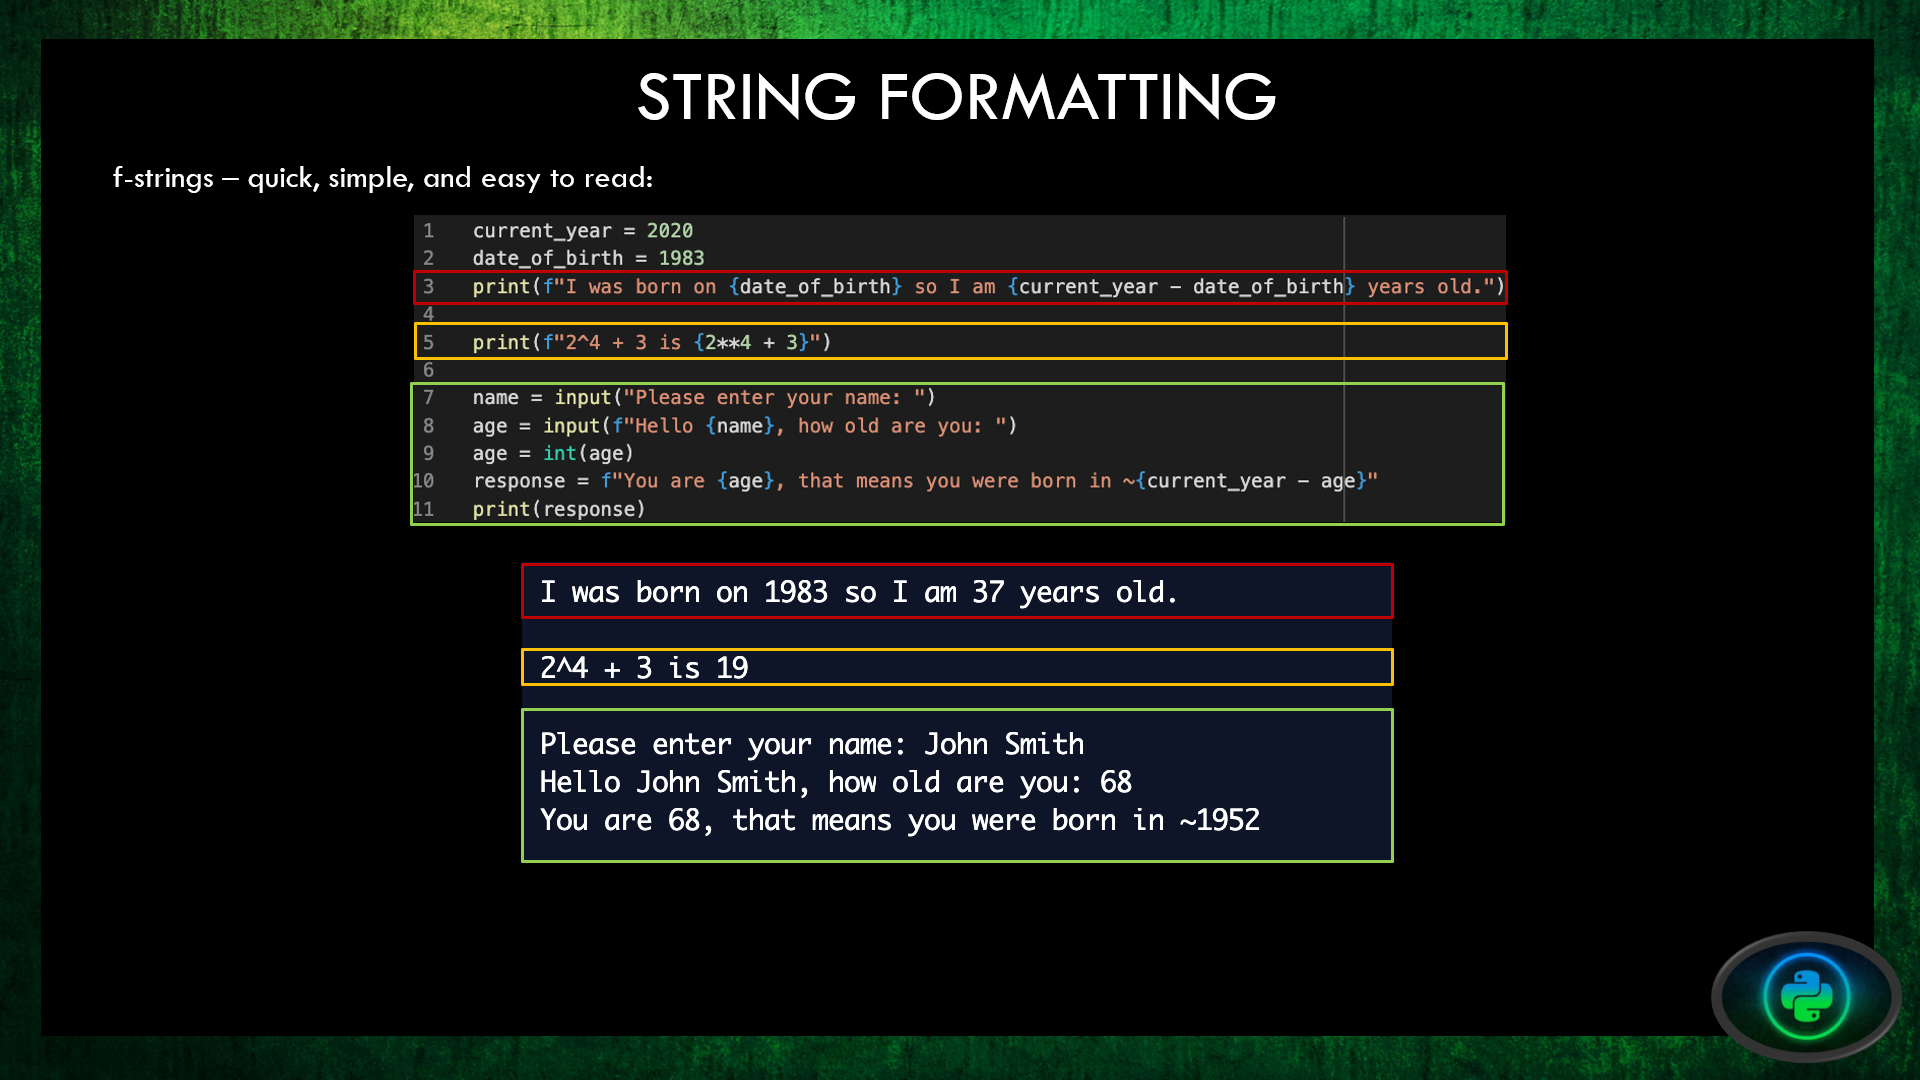 STRING FORMATTING
f-strings – quick, simple, and easy to read:
1 current_year = 2020
2 date_of_birth = 1983
3 print(f"I was born on {date_of_birth} so I am {current_year - date_of_birth} years old.")
4
5 print(f"2^4 + 3 is {2**4 + 3}")
6
7 name = input("Please enter your name: ")
8 age = input(f"Hello {name}, how old are you: ")
9 age = int(age)
10 response = f"You are {age}, that means you were born in ~{current_year - age}"
11 print(response)
I was born on 1983 so I am 37 years old.
2^4 + 3 is 19
Please enter your name: John Smith
Hello John Smith, how old are you: 68
You are 68, that means you were born in ~1952